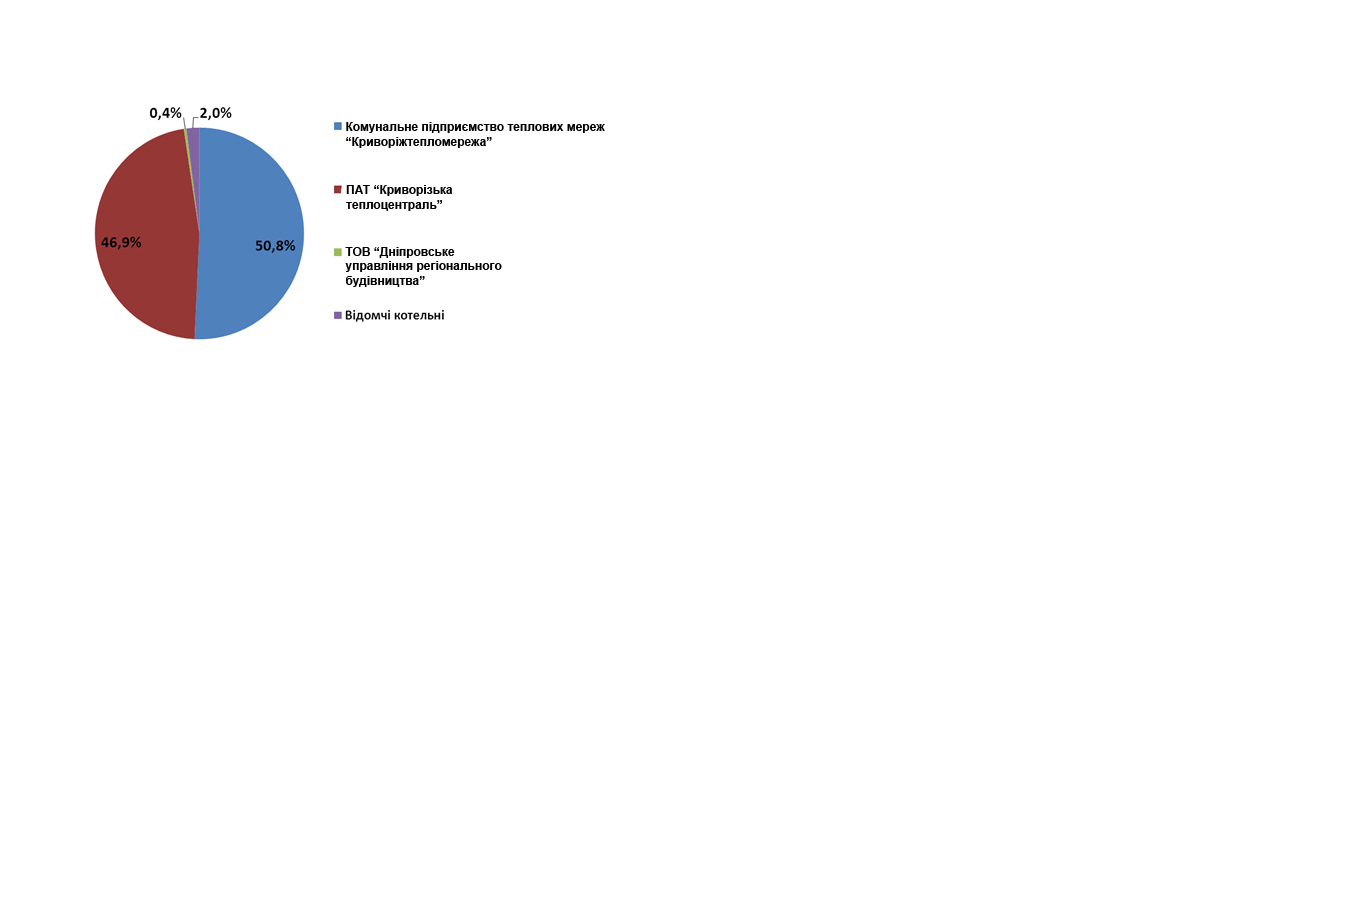 0,4%
2,0%
46,9%
50,8%
Комунальне підприємство теплових мереж
“Криворіжтепломережа”
ПАТ “Криворізька
теплоцентраль”
ТОВ “Дніпровське
управління регіонального
будівництва”
Відомчі котельні